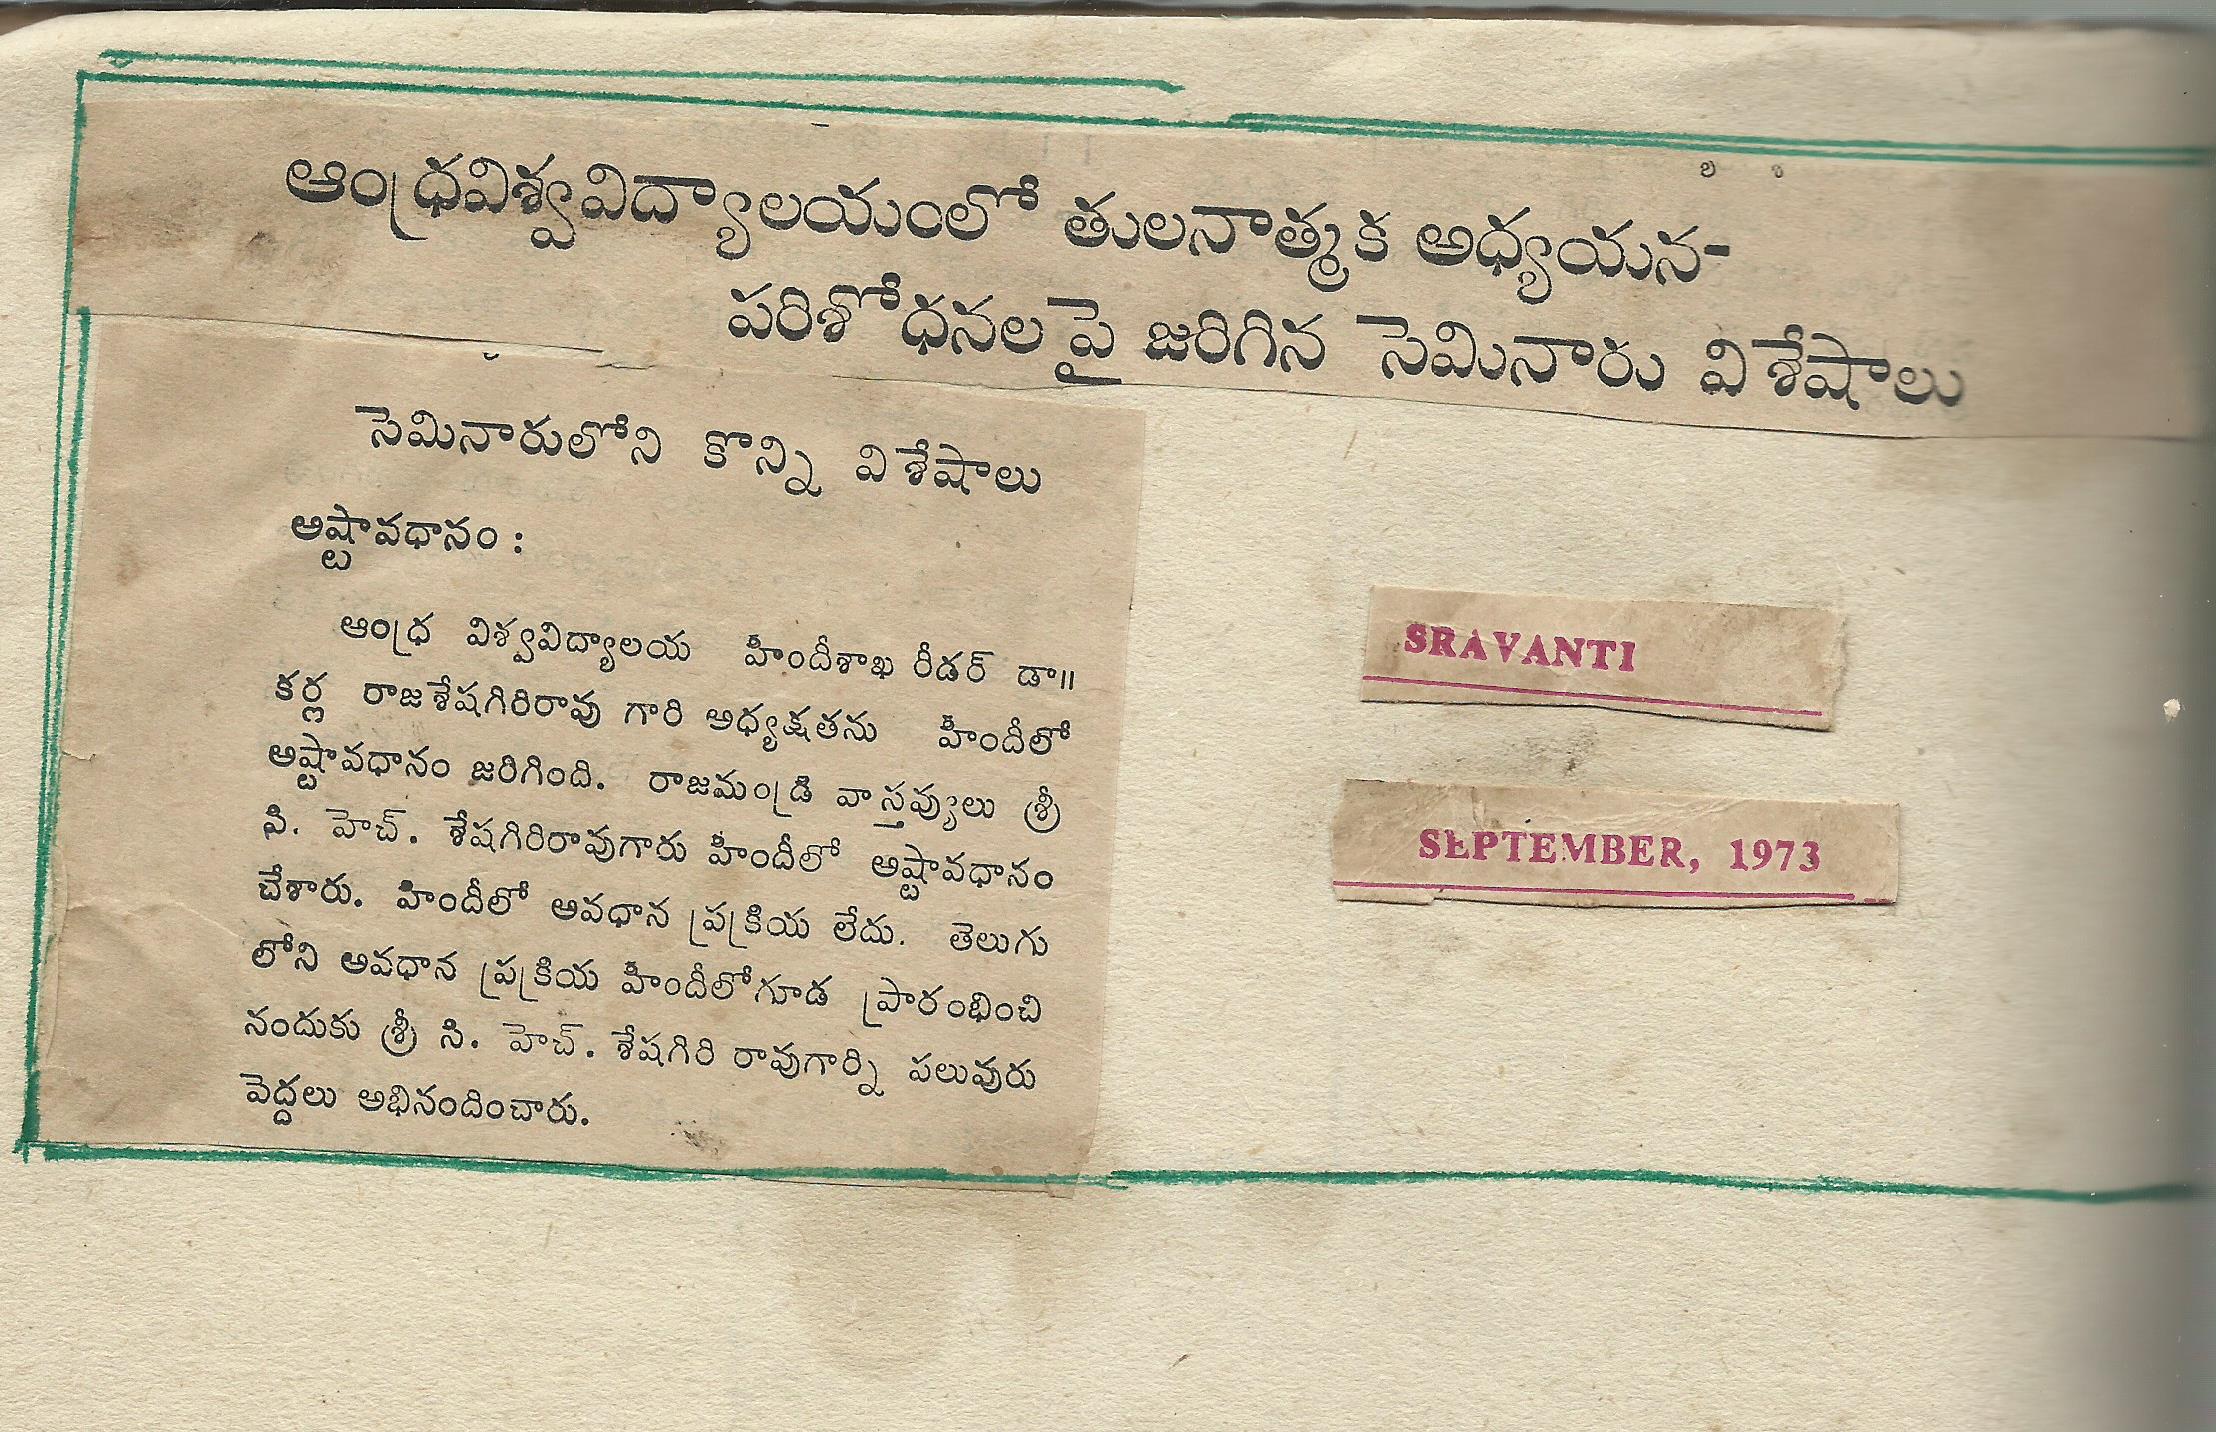 ఆంధ్రవిశ్వవిద్యాలయంలో తులనాత్మక అధ్యయన-
పరిశోధనలపై జరిగిన సెమినారు విశేషాలు
సెమినారులోని కొన్ని విశేషాలు
అష్టావధానం :
ఆంధ్ర విశ్వవిద్యాలయ హిందీశాఖ రీడర్ డా॥
కర్ల రాజశేషగిరిరావు గారి అధ్యక్షతను హిందీలో
అష్టావధానం జరిగింది. రాజమండ్రి వాస్తవ్యులు శ్రీ
సి. హెచ్. శేషగిరిరావుగారు హిందీలో అష్టావధానం
చేశారు. హిందీలో అవధాన ప్రక్రియ లేదు. తెలుగు
లోని అవధాన ప్రక్రియ హిందీలోగూడ ప్రారంభించి
నందుకు శ్రీ సి. హెచ్. శేషగిరి రావుగార్ని పలువురు
పెద్దలు అభినందించారు.
SRAVANTI
SEPTEMBER, 1973